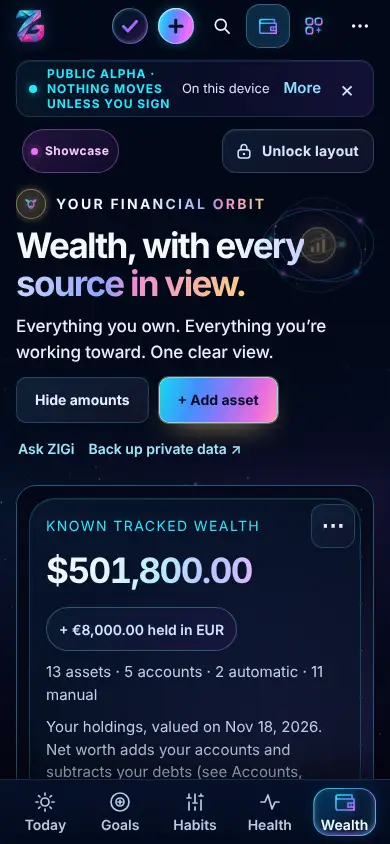 PUBLIC ALPHA ·
NOTHING MOVES
UNLESS YOU SIGN
On this device
More
Showcase
Unlock layout
YOUR FINANCIAL ORBIT
Wealth, with every
source in view.
Everything you own. Everything you’re
working toward. One clear view.
Hide amounts
+ Add asset
Ask ZIGi
Back up private data ↗
KNOWN TRACKED WEALTH
$501,800.00
+ €8,000.00 held in EUR
13 assets · 5 accounts · 2 automatic · 11
manual
Your holdings, valued on Nov 18, 2026.
Net worth adds your accounts and
subtracts your debts (see Accounts,
Today
Goals
Habits
Health
Wealth